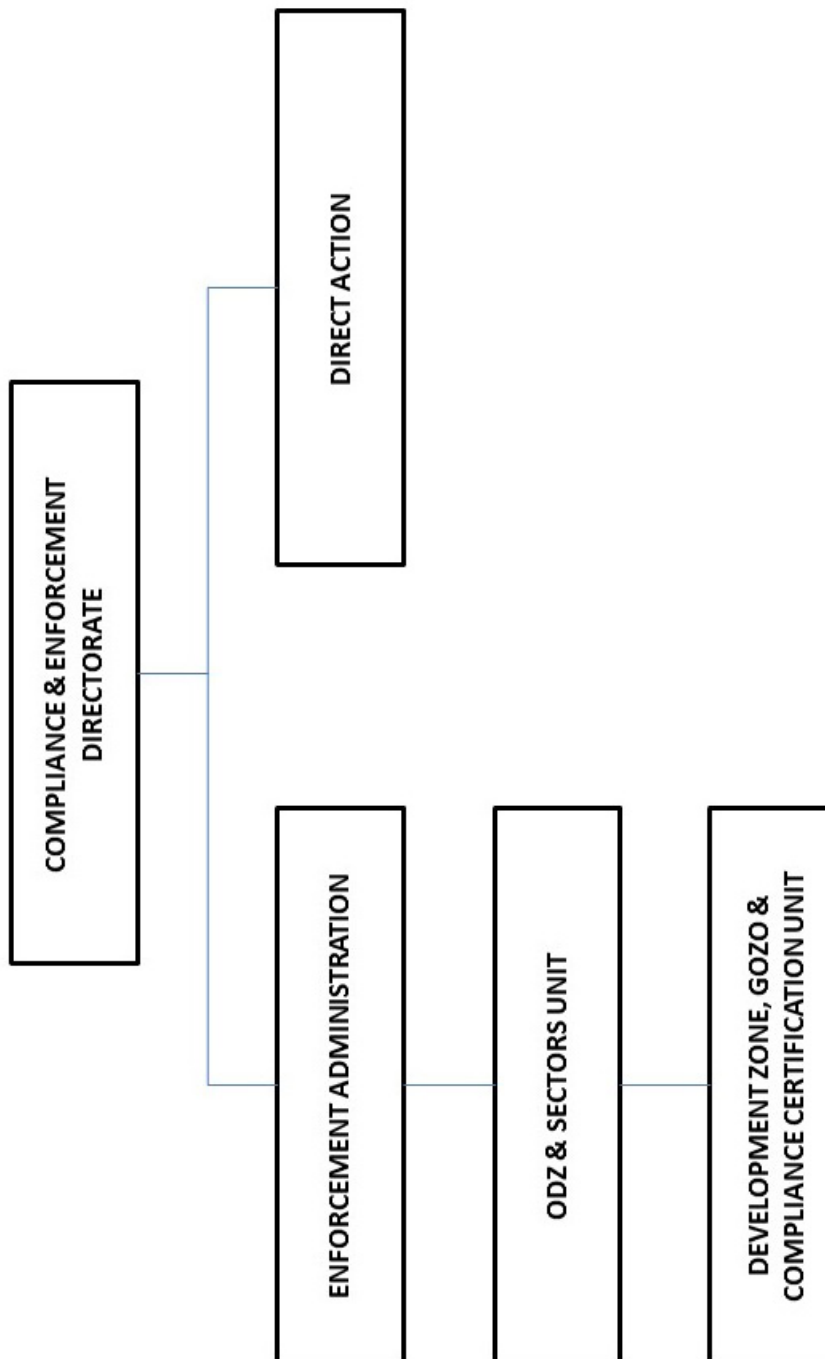 COMPLIANCE & ENFORCEMENT
DIRECTORATE
ENFORCEMENT ADMINISTRATION
DIRECT ACTION
ODZ & SECTORS UNIT
DEVELOPMENT ZONE, GOZO &
COMPLIANCE CERTIFICATION UNIT